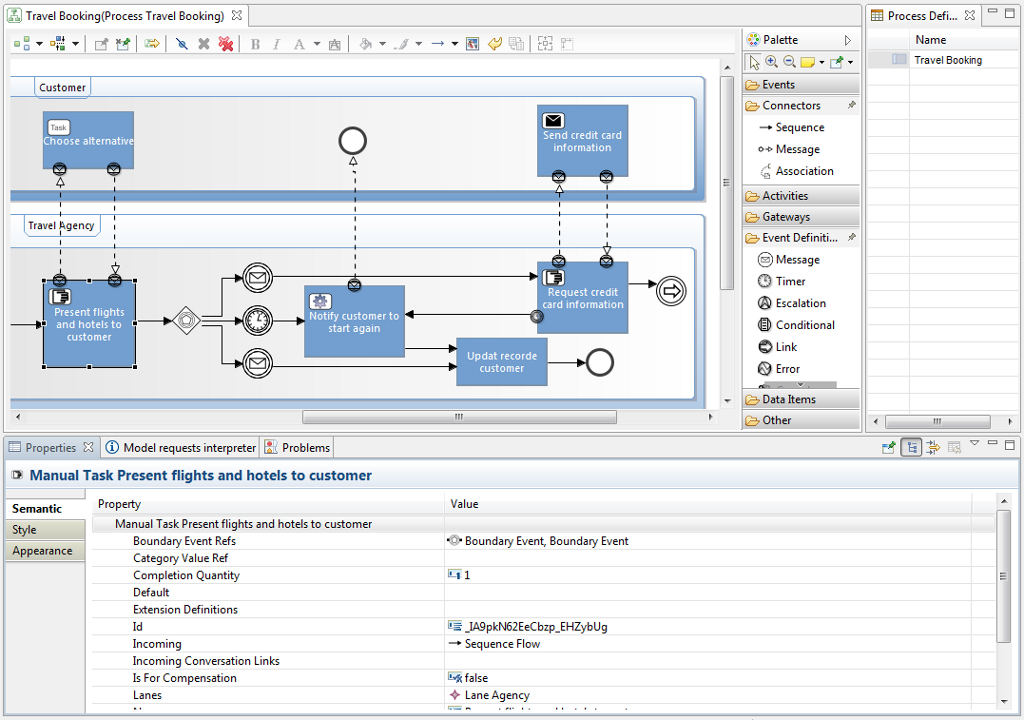 Travel Booking(Process Travel Booking)
Process Defi...
B I A
Palette
Name
Travel Booking
Customer
Task
Choose alternative
Send credit card
information
Travel Agency
Present flights
and hotels to
customer
Notify customer to
start again
Request credit
card information
Updat recorde
customer
Events
Connectors
Sequence
Message
Association
Activities
Gateways
Event Definiti...
Message
Timer
Escalation
Conditional
Link
Error
Data Items
Other
Properties Model requests interpreter Problems
Manual Task Present flights and hotels to customer
Semantic
Style
Appearance
Property Value
Manual Task Present flights and hotels to customer
Boundary Event Refs Boundary Event, Boundary Event
Category Value Ref
Completion Quantity 1
Default
Extension Definitions
Id _IA9pkN62EeCbzp_EHZybUg
Incoming Sequence Flow
Incoming Conversation Links
Is For Compensation false
Lanes Lane Agency